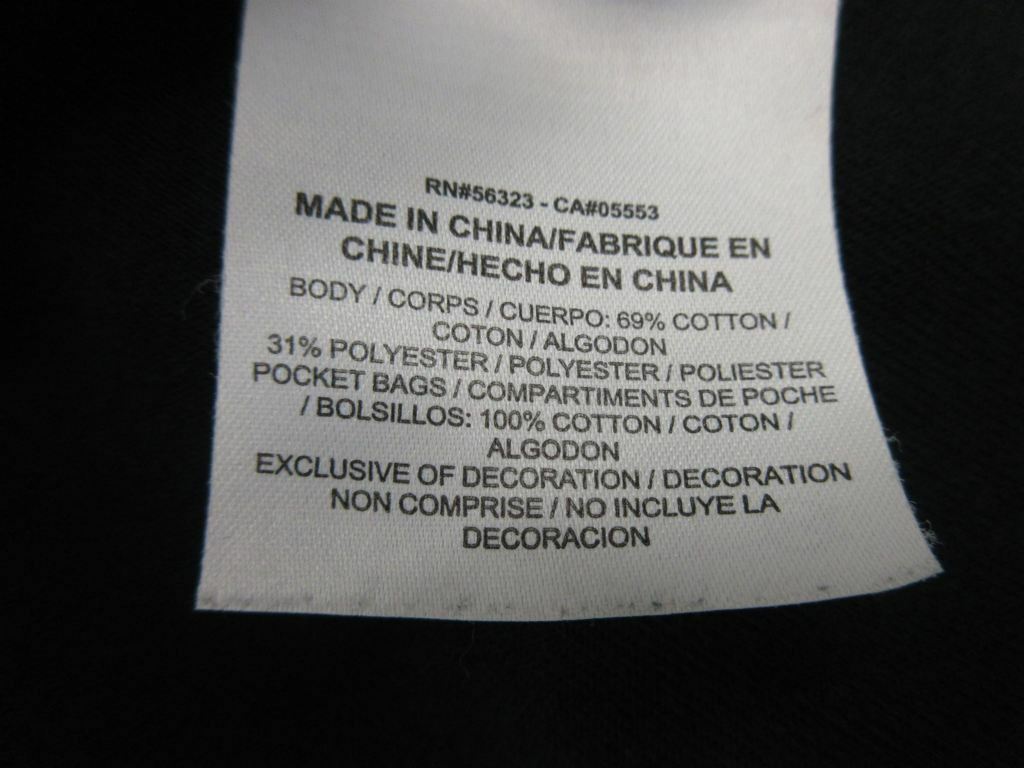 RN#56323 - CA#05553
MADE IN CHINA/FABRIQUE EN
CHINE/HECHO EN CHINA
BODY / CORPS / CUERPO: 69% COTTON /
COTON / ALGODON
31% POLYESTER / POLYESTER / POLIESTER
POCKET BAGS / COMPARTIMENTS DE POCHE
/ BOLSILLOS: 100% COTTON / COTON /
ALGODON
EXCLUSIVE OF DECORATION / DECORATION
NON COMPRISE / NO INCLUYE LA
DECORACION